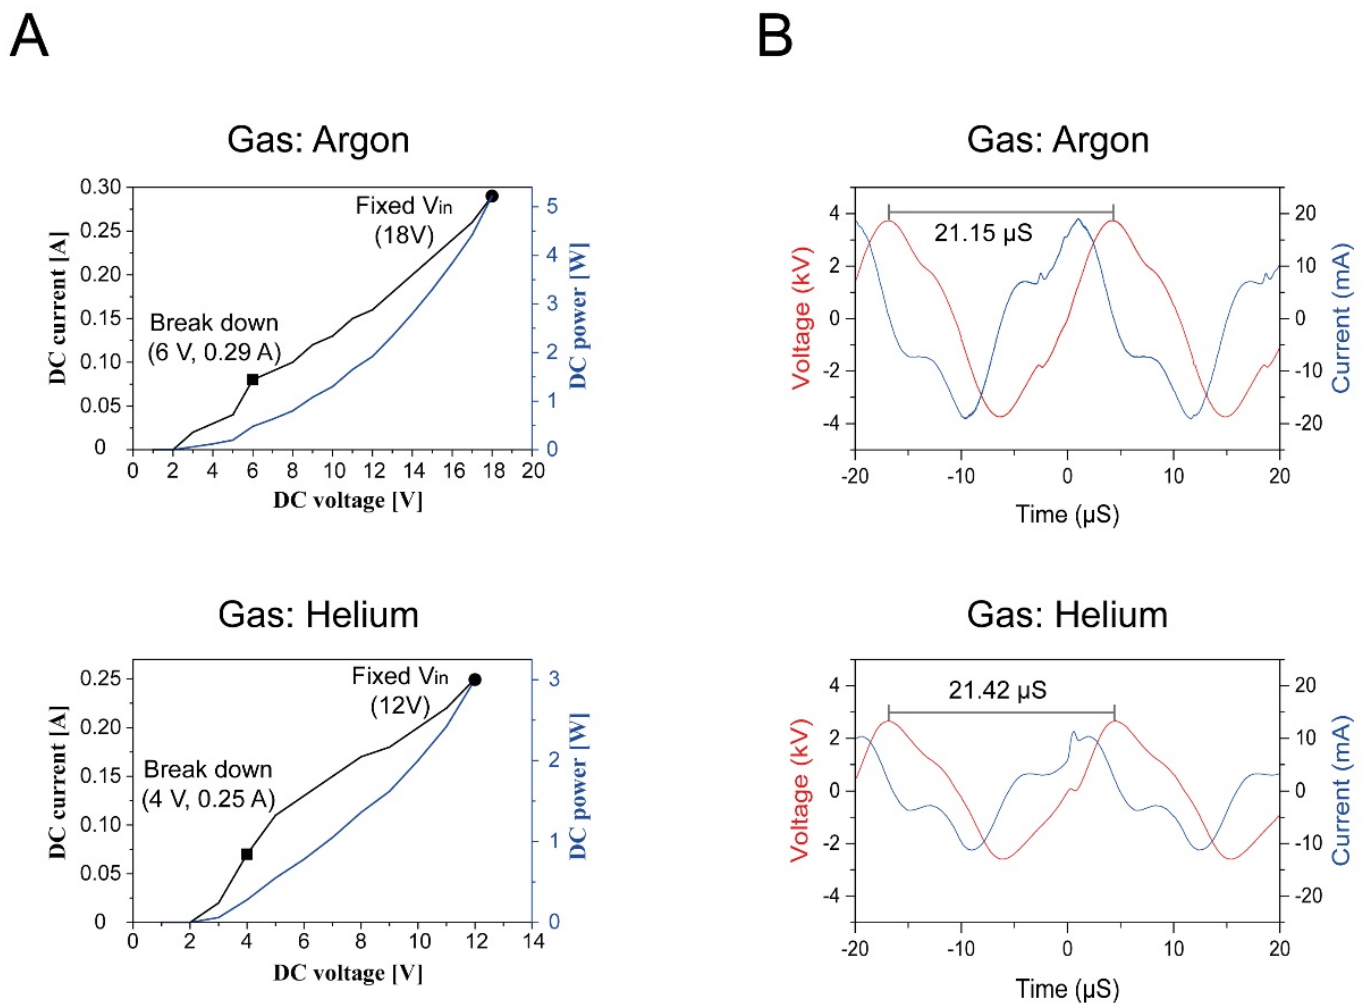 A
B
Gas: Argon
Gas: Argon
0.30
0.25
0.20
0.15
0.10
0.05
0
DC current [A]
Fixed Vin
(18V)
Break down
(6 V, 0.29 A)
5
4
3
2
1
0
DC power [W]
0 2 4 6 8 10 12 14 16 18 20
DC voltage [V]
4
2
0
-2
-4
Voltage (kV)
21.15 µS
20
10
0
-10
-20
Current (mA)
-20 -10 0 10 20
Time (µS)
Gas: Helium
Gas: Helium
0.25
0.20
0.15
0.10
0.05
0
DC current [A]
Fixed Vin
(12V)
Break down
(4 V, 0.25 A)
3
2
1
0
DC power [W]
0 2 4 6 8 10 12 14
DC voltage [V]
4
2
0
-2
-4
Voltage (kV)
21.42 µS
20
10
0
-10
-20
Current (mA)
-20 -10 0 10 20
Time (µS)